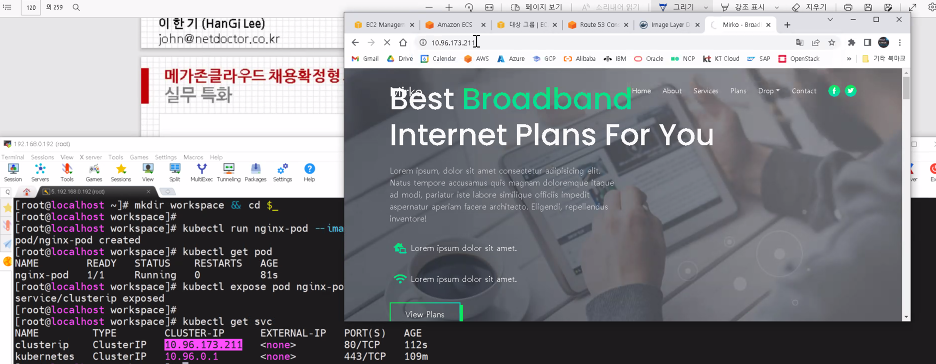 120 의 259
페이지 보기
소리내어 읽기
그리기
강조
지우기
이 한 기 (HanGi Lee)
john@netdoctor.co.kr
메가존클라우드 채용확정형
실무 특화
EC2 Managem
Amazon ECS
대상 그룹 | EC
Route 53 Con
Image Layer D
Mirko - Broad
10.96.173.211
Gmail Drive Calendar AWS Azure GCP Alibaba IBM Oracle NCP KT Cloud SAP OpenStack » 기타 북마크
Mirko
Home About Services Plans Drop Contact
Best Broadband
Internet Plans For You
Lorem ipsum, dolor sit amet consectetur adipisicing elit.
Natus tempore accusamus quis magnam doloremque itaque
ad modi, pariatur iste labore similique officiis impedit
aspernatur aperiam facere architecto. Eligendi, repellendus
inventore!
Lorem ipsum dolor sit amet.
Lorem ipsum dolor sit amet.
View Plans
192.168.0.192 (root)
Terminal Sessions View X server Tools Games Settings Macros Help
Session Servers Tools Games Sessions View Split MultiExec Tunneling Packages Settings Help
1. 192.168.0.192 (root)
[root@localhost ~]# mkdir workspace && cd $_
[root@localhost workspace]#
[root@localhost workspace]# kubectl run nginx-pod --ima
pod/nginx-pod created
[root@localhost workspace]# kubectl get pod
NAME READY STATUS RESTARTS AGE
nginx-pod 1/1 Running 0 81s
[root@localhost workspace]# kubectl expose pod nginx-po
service/clusterip exposed
[root@localhost workspace]#
[root@localhost workspace]# kubectl get svc
NAME TYPE CLUSTER-IP EXTERNAL-IP PORT(S) AGE
clusterip ClusterIP 10.96.173.211 <none> 80/TCP 112s
kubernetes ClusterIP 10.96.0.1 <none> 443/TCP 109m